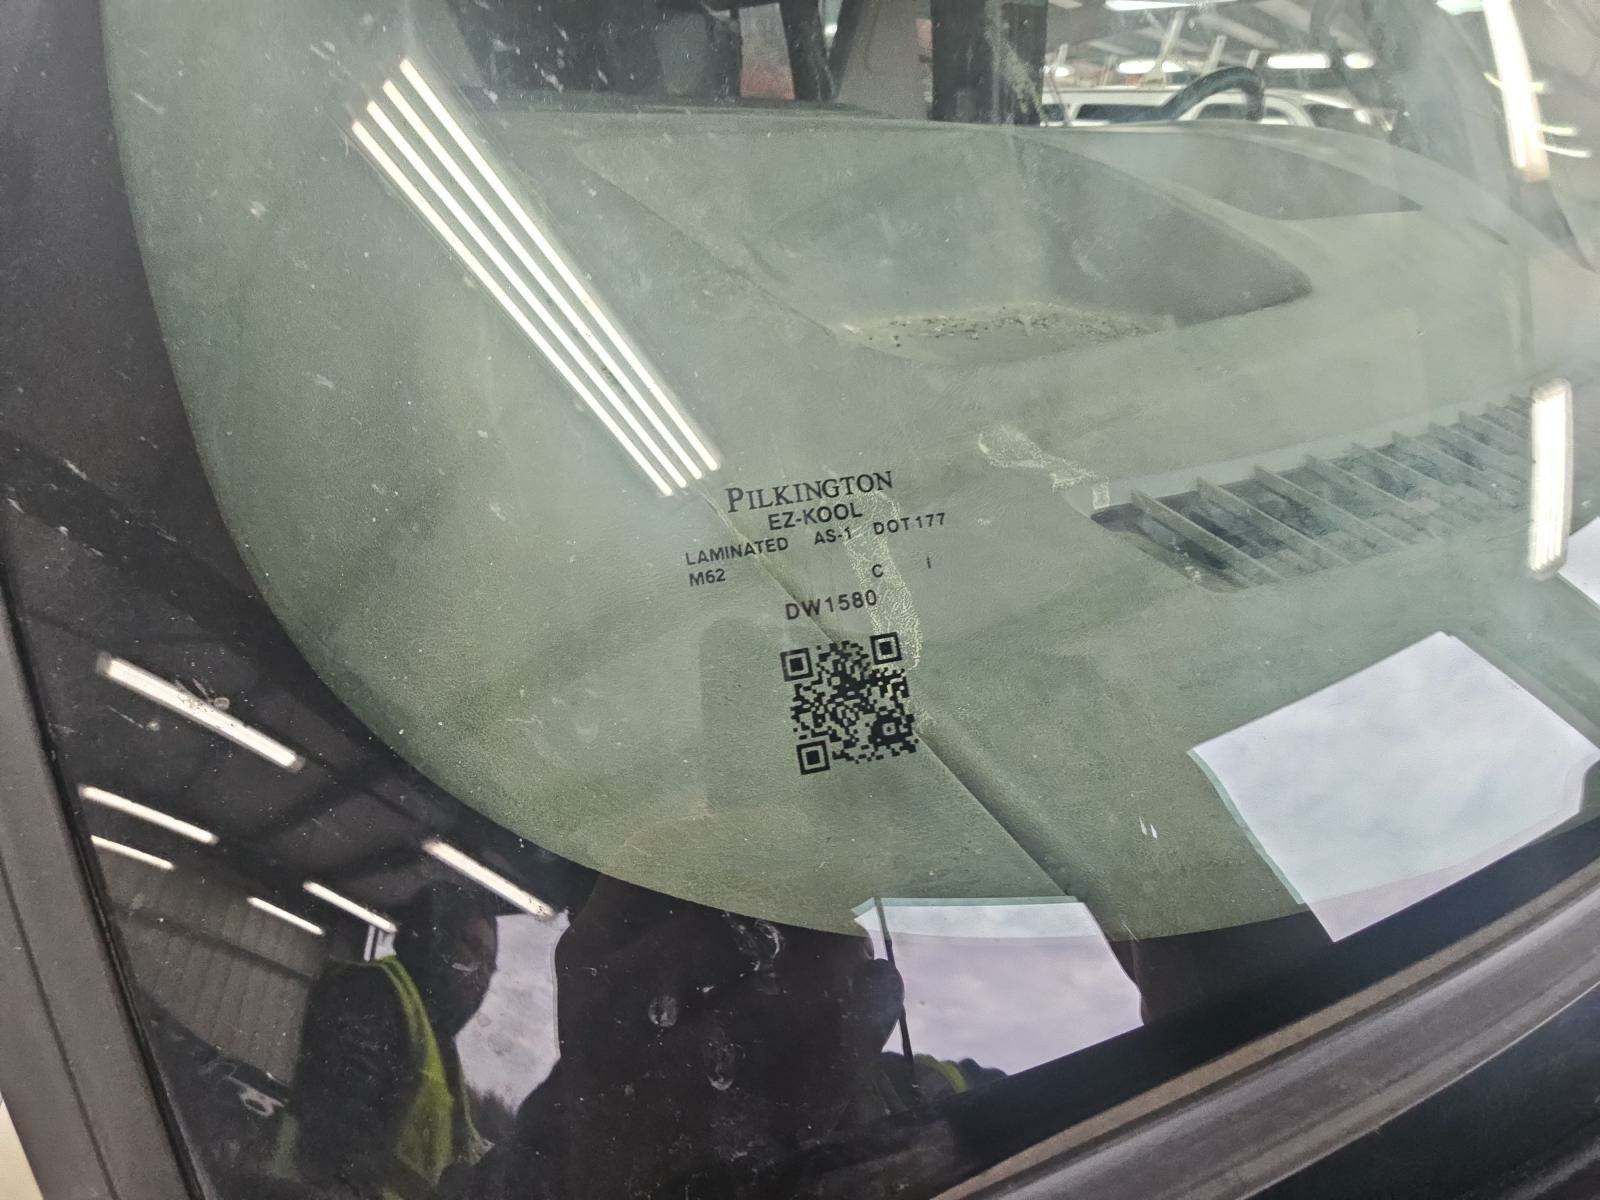 PILKINGTON
EZ-KOOL
LAMINATED AS-1 DOT177
M62 C I
DW1580